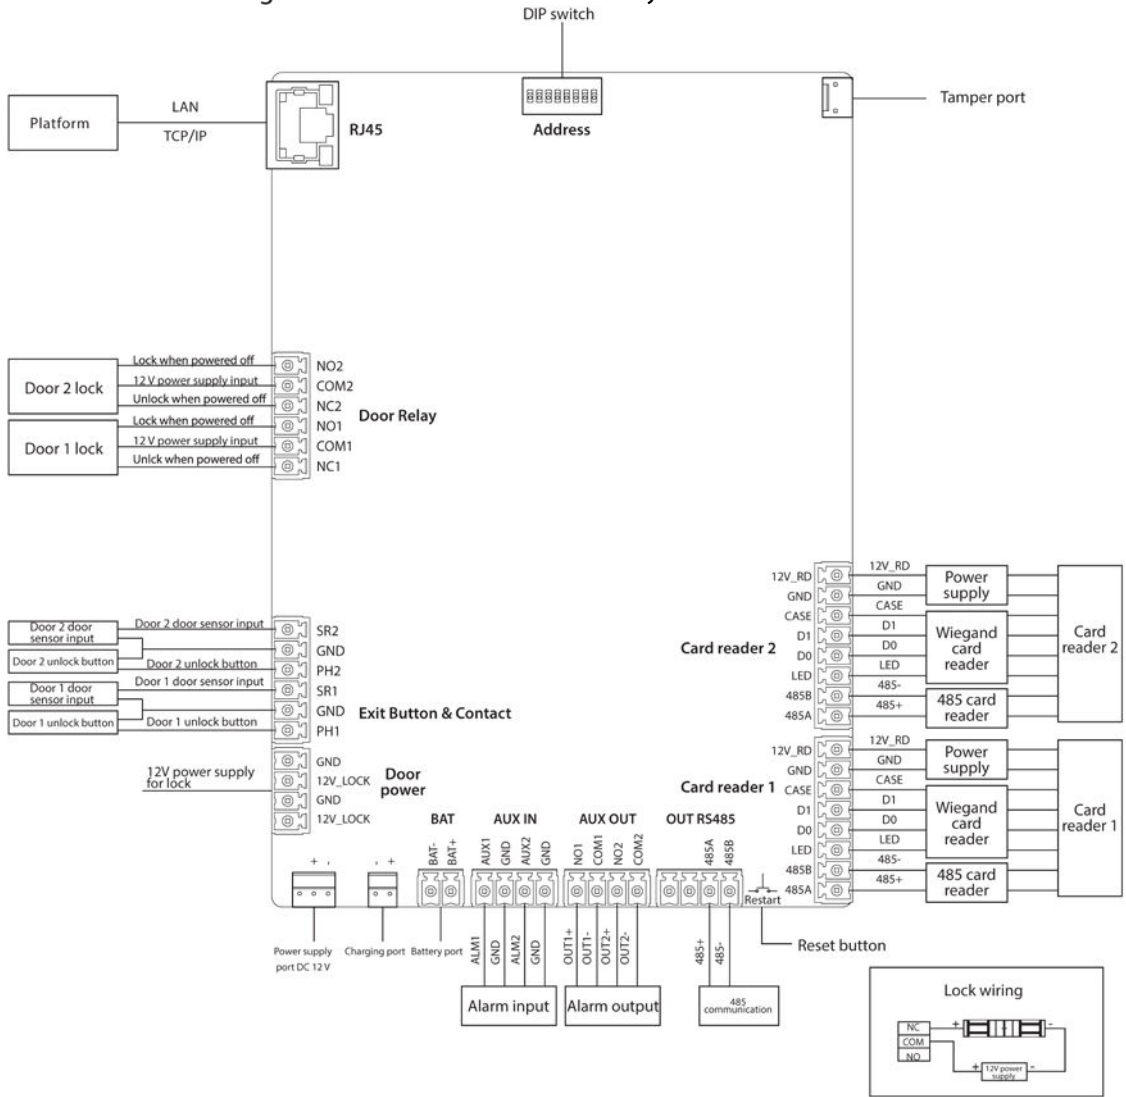 DIP switch
Platform
LAN
TCP/IP
RJ45
Address
Tamper port
Door 2 lock
Lock when powered off
12 V power supply input
Unlock when powered off
Door 1 lock
Lock when powered off
12 V power supply input
Unlck when powered off
NO2
COM2
NC2
NO1
COM1
NC1
Door Relay
Door 2 door
sensor input
Door 2 unlock button
Door 1 door
sensor input
Door 1 unlock button
Door 2 door sensor input
Door 2 unlock button
Door 1 door sensor input
Door 1 unlock button
SR2
GND
PH2
SR1
GND
PH1
Exit Button & Contact
12V power supply
for lock
GND
12V_LOCK
GND
12V_LOCK
Door
power
Card reader 2
12V_RD
GND
CASE
D1
D0
LED
485B
485A
12V_RD
GND
CASE
D1
D0
LED
485-
485+
Power
supply
Wiegand
card
reader
485 card
reader
Card
reader 2
Card reader 1
12V_RD
GND
CASE
D1
D0
LED
485B
485A
12V_RD
GND
CASE
D1
D0
LED
485-
485+
Power
supply
Wiegand
card
reader
485 card
reader
Card
reader 1
BAT
AUX IN
AUX OUT
OUT RS485
BAT-
BAT+
AUX1
GND
AUX2
GND
NO1
COM1
NO2
COM2
485A
485B
+ -
- +
Restart
Reset button
Power supply
port DC 12 V
Charging port
Battery port
ALM1
GND
ALM2
GND
OUT1+
OUT1-
OUT2+
OUT2-
485+
485-
Alarm input
Alarm output
485
communication
Lock wiring
NC
COM
NO
+ -
+ -
12V power
supply